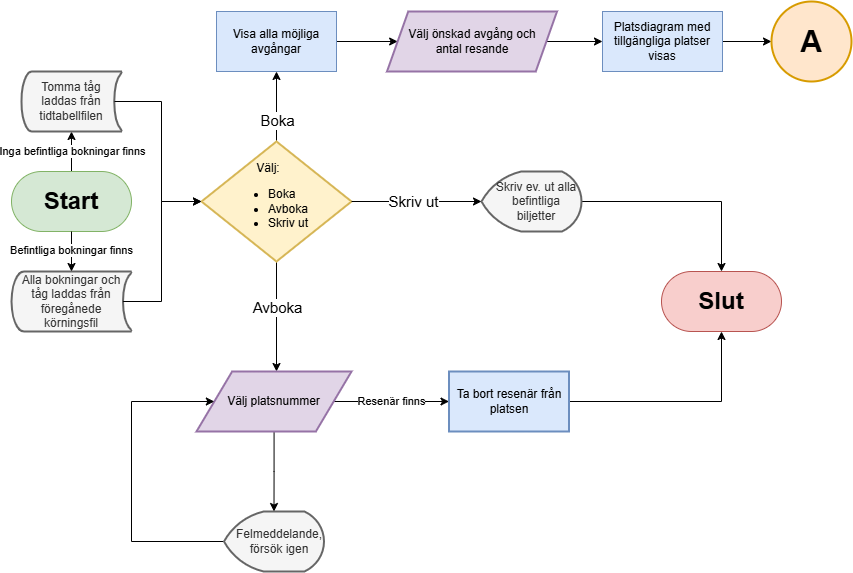 Visa alla möjliga
avgångar
Välj önskad avgång och
antal resande
Platsdiagram med
tillgängliga platser
visas
A
Tomma tåg
laddas från
tidtabellfilen
Boka
Inga befintliga bokningar finns
Välj:
• Boka
• Avboka
• Skriv ut
Start
Skriv ut
Skriv ev. ut alla
befintliga
biljetter
Befintliga bokningar finns
Alla bokningar och
tåg laddas från
föregånede
körningsfil
Slut
Avboka
Välj platsnummer
Resenär finns
Ta bort resenär från
platsen
Felmeddelande,
försök igen